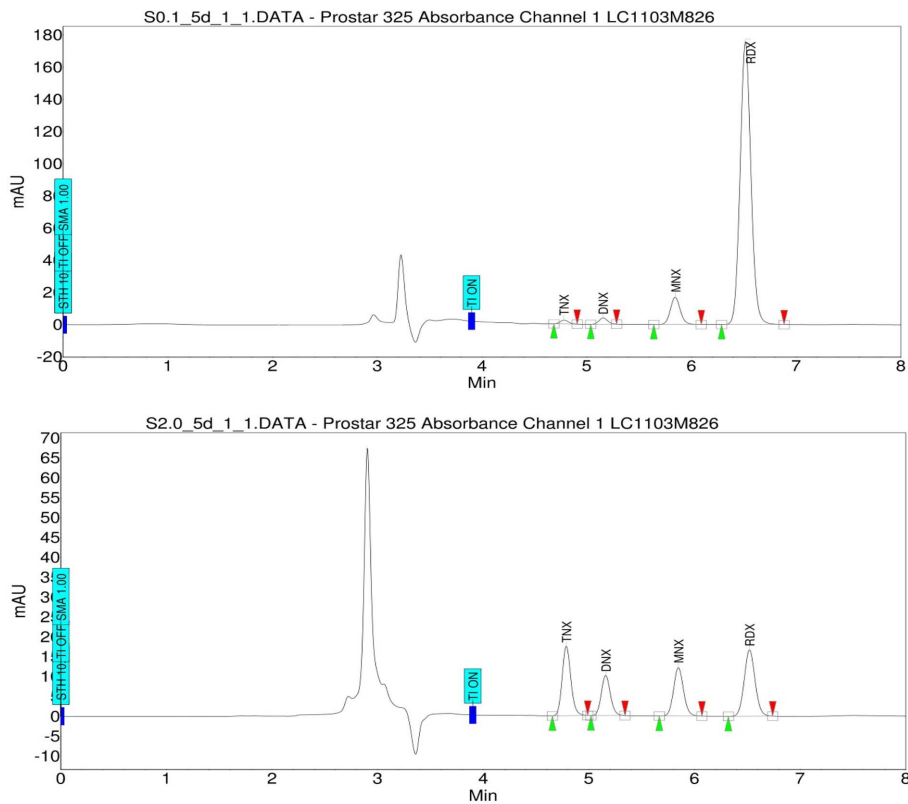 S0.1_5d_1_1.DATA - Prostar 325 Absorbance Channel 1 LC1103M826
180
160
140
120
100
80
60
40
20
0
-20
mAU
STH 10, TI OFF SMA 1.00
TI ON
TNX
DNX
MNX
RDX
0 1 2 3 4 5 6 7 8
Min
S2.0_5d_1_1.DATA - Prostar 325 Absorbance Channel 1 LC1103M826
70
65
60
55
50
45
40
35
30
25
20
15
10
5
0
-5
-10
mAU
STH 10, TI OFF SMA 1.00
TI ON
TNX
DNX
MNX
RDX
0 1 2 3 4 5 6 7 8
Min